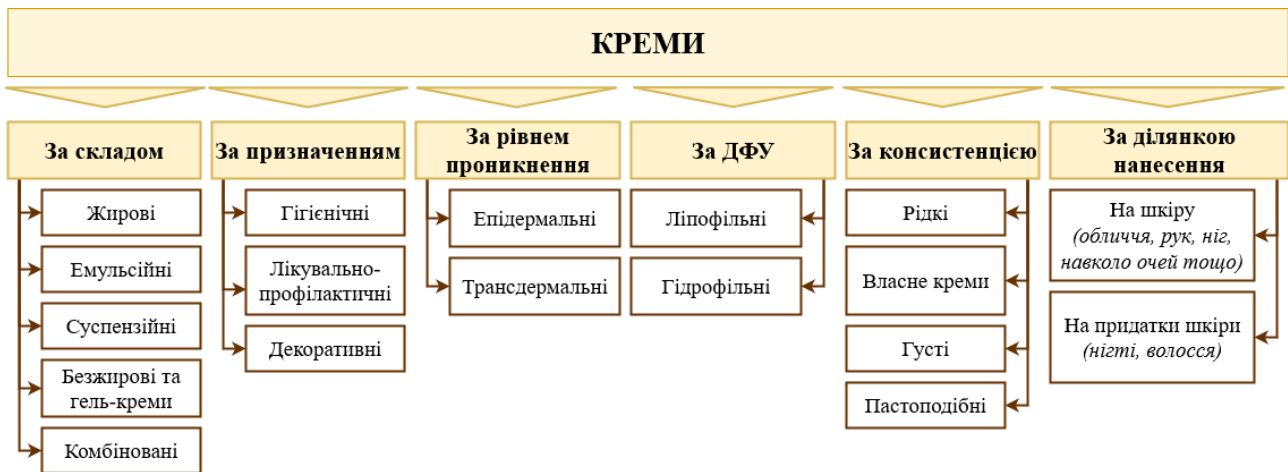 КРЕМИ
За складом
Жирові
Емульсійні
Суспензійні
Безжирові та
гель-креми
Комбіновані
За призначенням
Гігієнічні
Лікувально-
профілактичні
Декоративні
За рівнем
проникнення
Епідермальні
Трансдермальні
За ДФУ
Ліпофільні
Гідрофільні
За консистенцією
Рідкі
Власне креми
Густі
Пастоподібні
За ділянкою
нанесення
На шкіру
(обличчя, рук, ніг,
навколо очей тощо)
На придатки шкіри
(нігті, волосся)